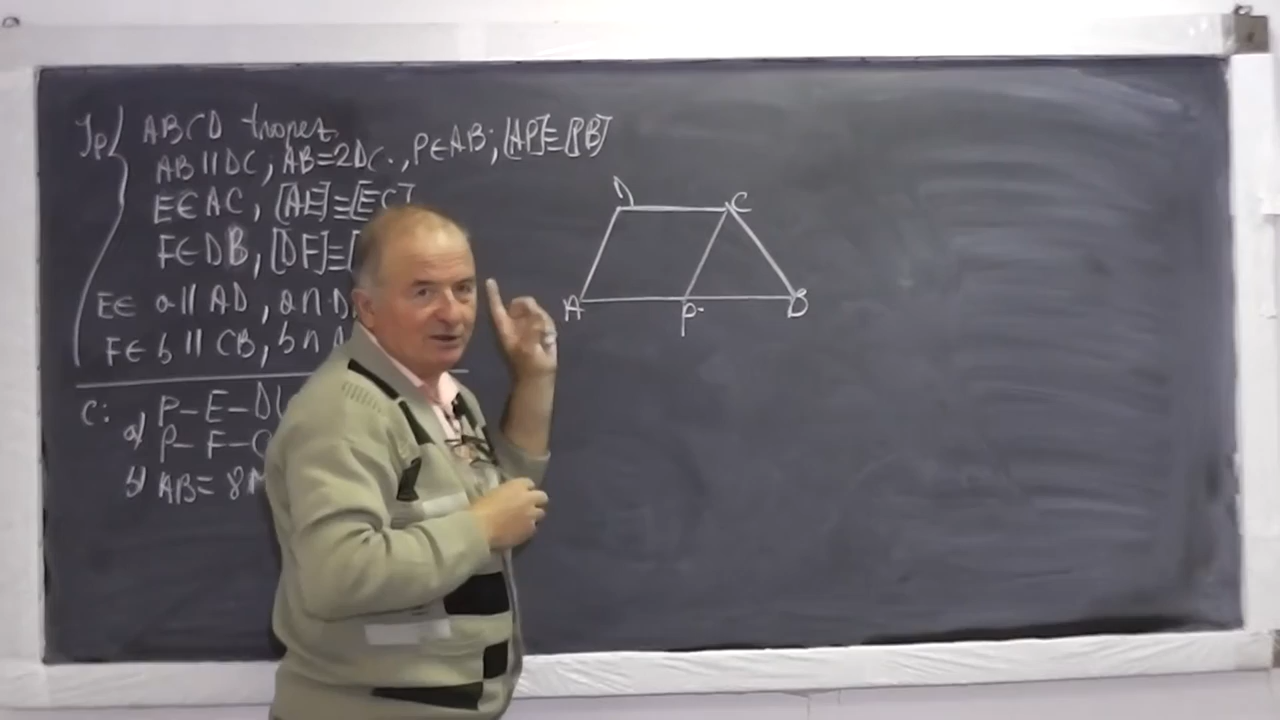 Ip ABCD trapez
AB || DC ; AB=2DC. , P∈AB ; [AP]≡[PB]
E∈AC , [AE]≡[EC]
F∈DB, [DF]≡[
E∈ a || AD , a∩D
F∈ b || CB, b∩
C: a) P-E-D
P-F-C
b) AB= 8
D C
A P B